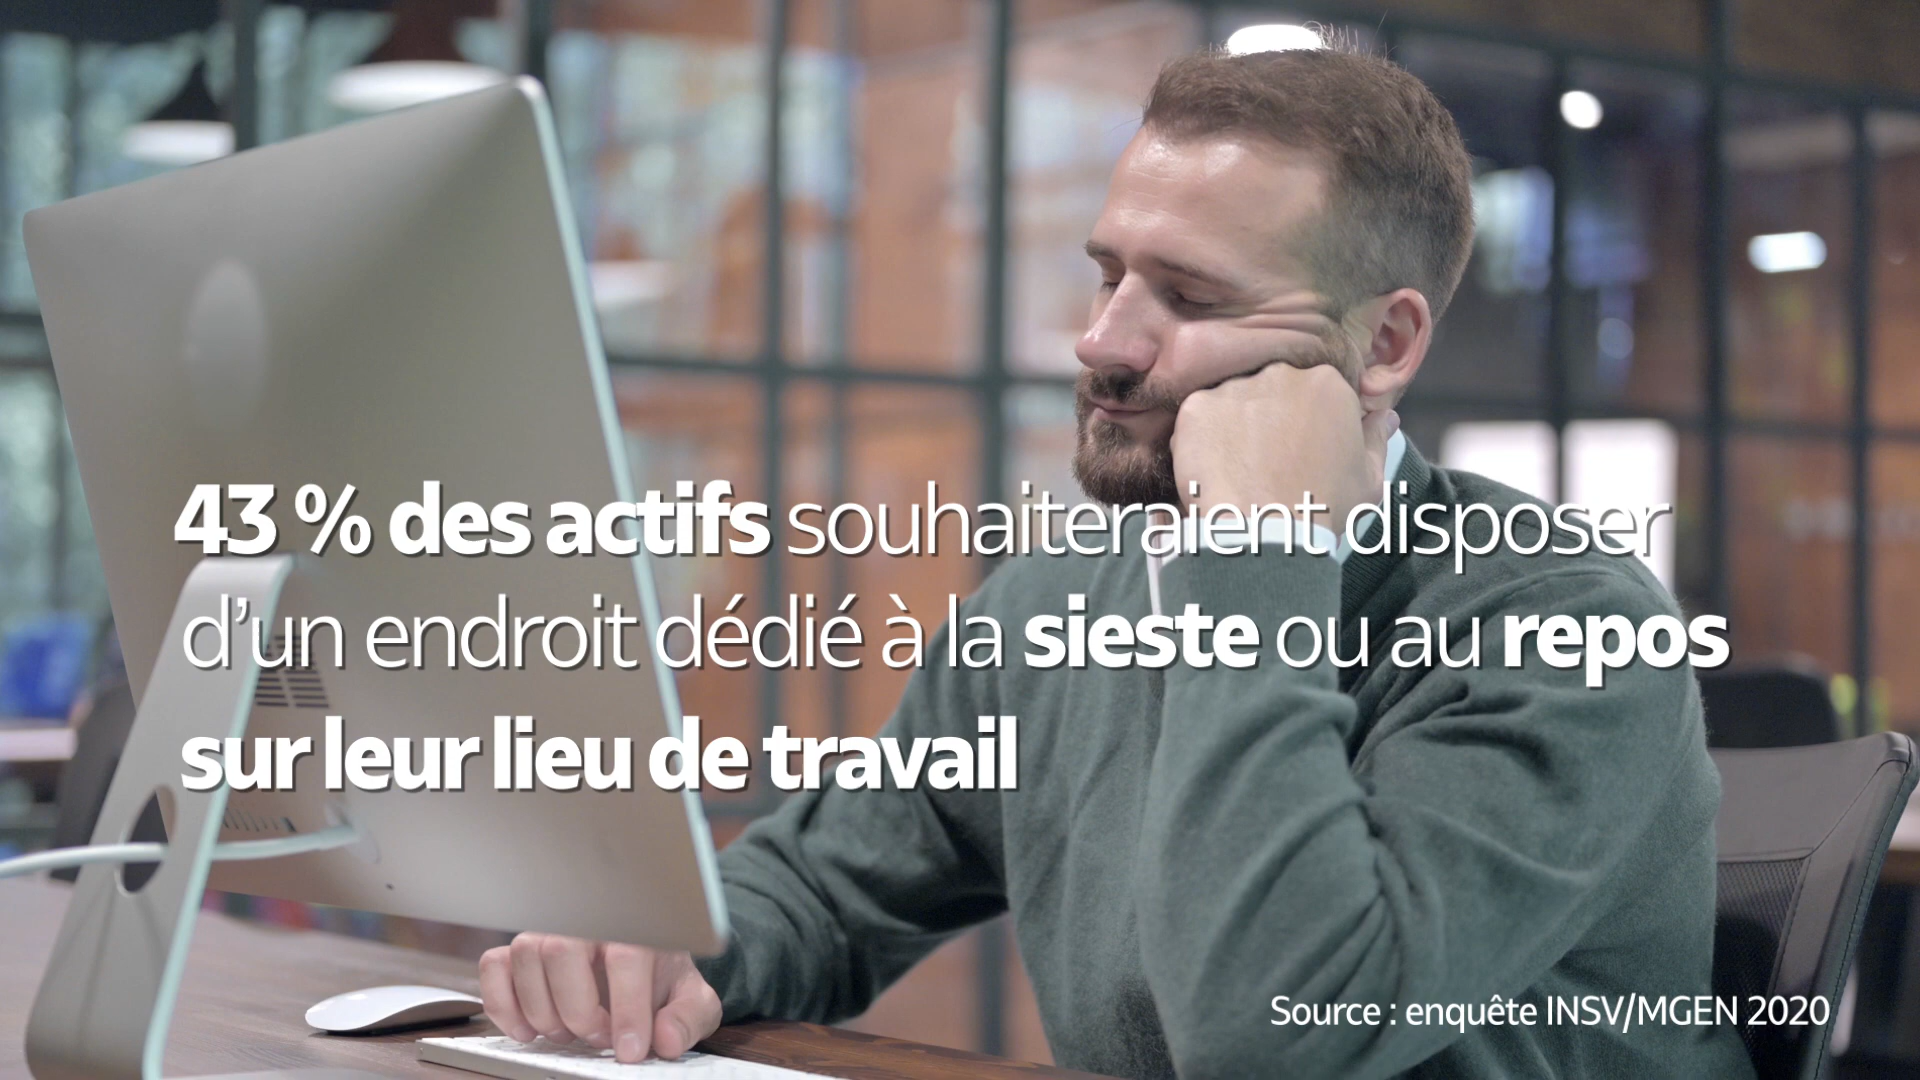 43 % des actifs souhaiteraient disposer
d’un endroit dédié à la sieste ou au repos
sur leur lieu de travail
Source : enquête INSV/MGEN 2020